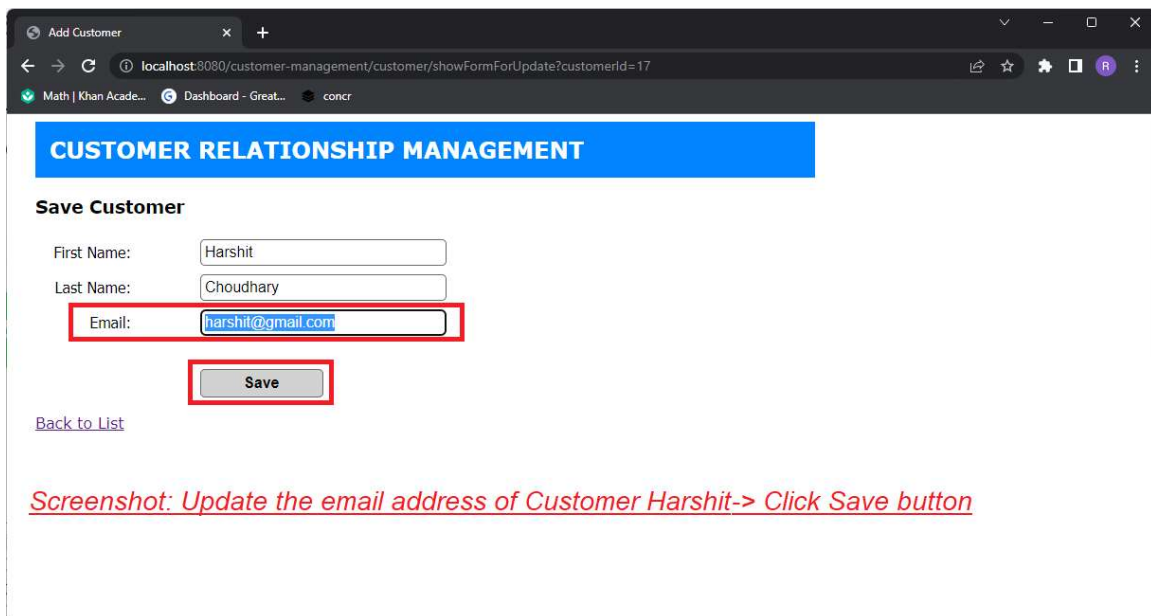 Add Customer
localhost:8080/customer-management/customer/showFormForUpdate?customerId=17
R
Math | Khan Acade... Dashboard - Great... concr
CUSTOMER RELATIONSHIP MANAGEMENT
Save Customer
First Name: Harshit
Last Name: Choudhary
Email: harshit@gmail.com
Save
Back to List
Screenshot: Update the email address of Customer Harshit-> Click Save button